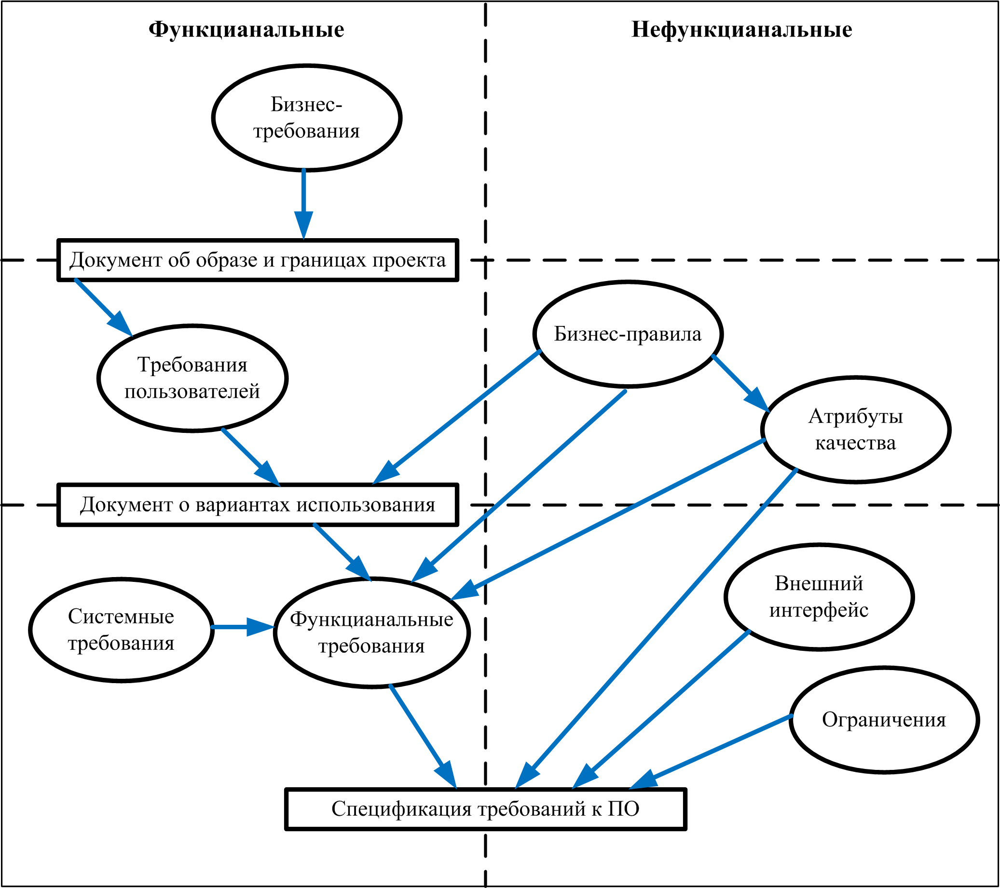 Функцианальные
Нефункцианальные
Бизнес-
требования
Документ об образе и границах проекта
Бизнес-правила
Требования
пользователей
Атрибуты
качества
Документ о вариантах использования
Внешний
интерфейс
Системные
требования
Функцианальные
требования
Ограничения
Спецификация требований к ПО